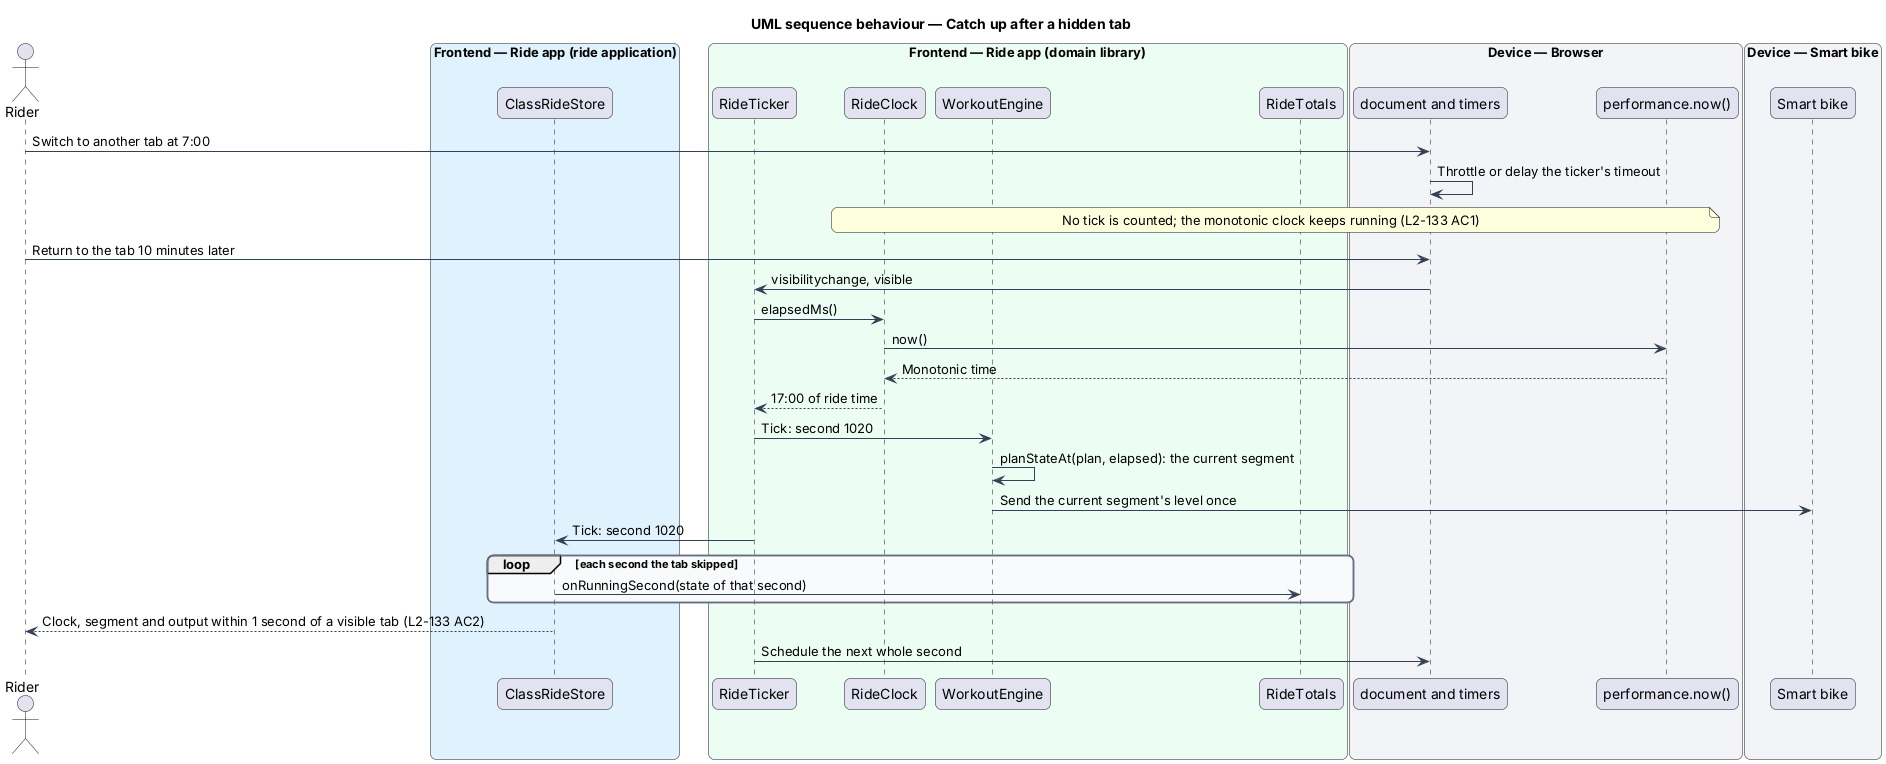 UML sequence behaviour — Catch up after a hidden tab
Frontend — Ride app (ride application)
Frontend — Ride app (domain library)
Device — Browser
Device — Smart bike
Rider
ClassRideStore
RideTicker
RideClock
WorkoutEngine
RideTotals
document and timers
performance.now()
Smart bike
Switch to another tab at 7:00
Throttle or delay the ticker's timeout
No tick is counted; the monotonic clock keeps running (L2-133 AC1)
Return to the tab 10 minutes later
visibilitychange, visible
elapsedMs()
now()
Monotonic time
17:00 of ride time
Tick: second 1020
planStateAt(plan, elapsed): the current segment
Send the current segment's level once
Tick: second 1020
loop
[each second the tab skipped]
onRunningSecond(state of that second)
Clock, segment and output within 1 second of a visible tab (L2-133 AC2)
Schedule the next whole second
Rider
ClassRideStore
RideTicker
RideClock
WorkoutEngine
RideTotals
document and timers
performance.now()
Smart bike